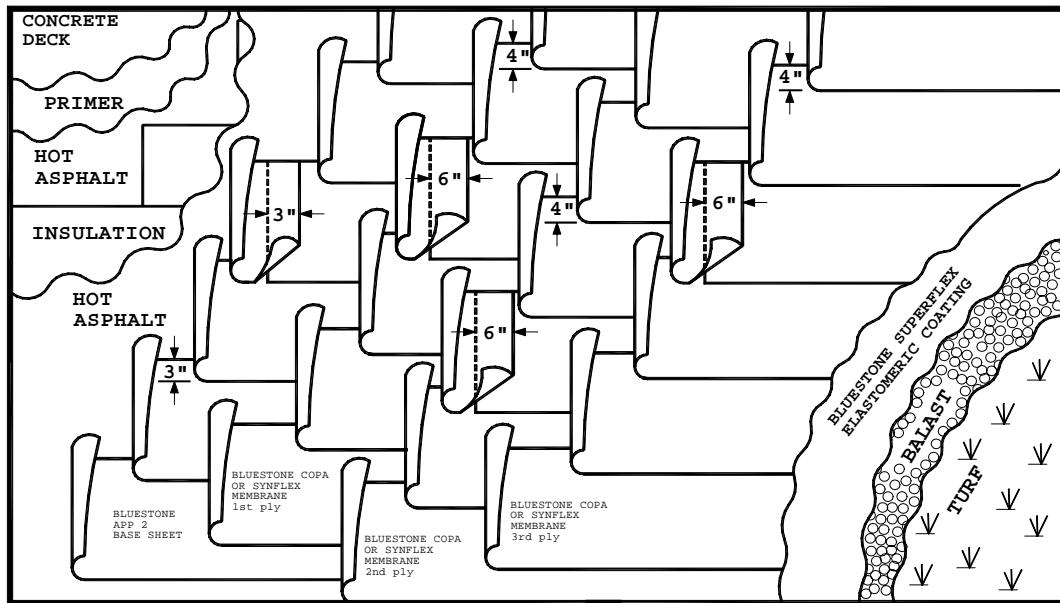 CONCRETE
DECK
PRIMER
HOT
ASPHALT
INSULATION
HOT
ASPHALT
4"
4"
3"
6"
4"
6"
6"
3"
BLUESTONE
APP 2
BASE SHEET
BLUESTONE COPA
OR SYNFLEX
MEMBRANE
1st ply
BLUESTONE COPA
OR SYNFLEX
MEMBRANE
2nd ply
BLUESTONE COPA
OR SYNFLEX
MEMBRANE
3rd ply
BLUESTONE SUPERFLEX
ELASTOMERIC COATING
BALAST
TURF